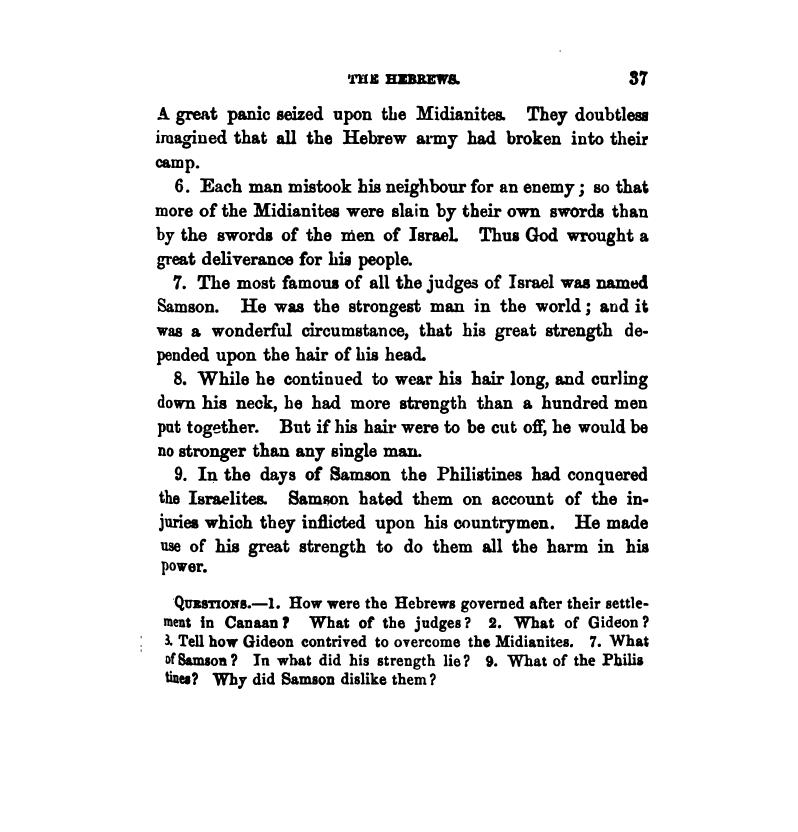 THE HEBREWS. 37
A great panic seized upon the Midianites. They doubtless
imagined that all the Hebrew army had broken into their
camp.
6. Each man mistook his neighbour for an enemy; so that
more of the Midianites were slain by their own swords than
by the swords of the men of Israel. Thus God wrought a
great deliverance for his people.
7. The most famous of all the judges of Israel was named
Samson. He was the strongest man in the world; and it
was a wonderful circumstance, that his great strength de-
pended upon the hair of his head.
8. While he continued to wear his hair long, and curling
down his neck, he had more strength than a hundred men
put together. But if his hair were to be cut off, he would be
no stronger than any single man.
9. In the days of Samson the Philistines had conquered
the Israelites. Samson hated them on account of the in-
juries which they inflicted upon his countrymen. He made
use of his great strength to do them all the harm in his
power.
QUESTIONS.—1. How were the Hebrews governed after their settle-
ment in Canaan? What of the judges? 2. What of Gideon?
3. Tell how Gideon contrived to overcome the Midianites. 7. What
of Samson? In what did his strength lie? 9. What of the Philis
tines? Why did Samson dislike them?